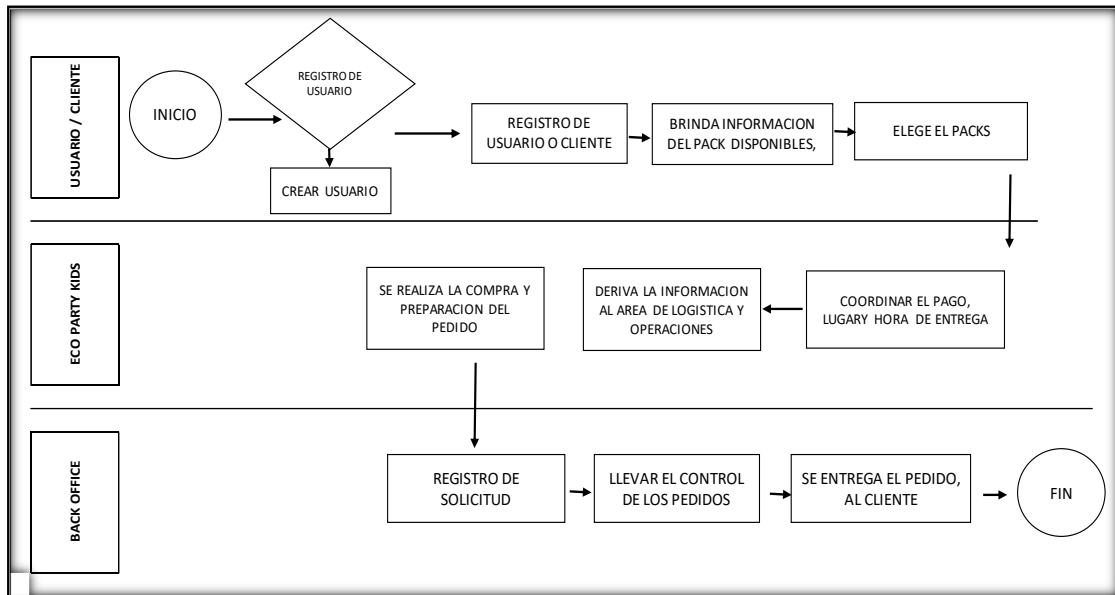 USUARIO / CLIENTE
INICIO
REGISTRO DE
USUARIO
CREAR USUARIO
REGISTRO DE
USUARIO O CLIENTE
BRINDA INFORMACION
DEL PACK DISPONIBLES,
ELEGE EL PACKS
ECO PARTY KIDS
SE REALIZA LA COMPRA Y
PREPARACION DEL
PEDIDO
DERIVA LA INFORMACION
AL AREA DE LOGISTICA Y
OPERACIONES
COORDINAR EL PAGO,
LUGARY HORA DE ENTREGA
BACK OFFICE
REGISTRO DE
SOLICITUD
LLEVAR EL CONTROL
DE LOS PEDIDOS
SE ENTREGA EL PEDIDO,
AL CLIENTE
FIN